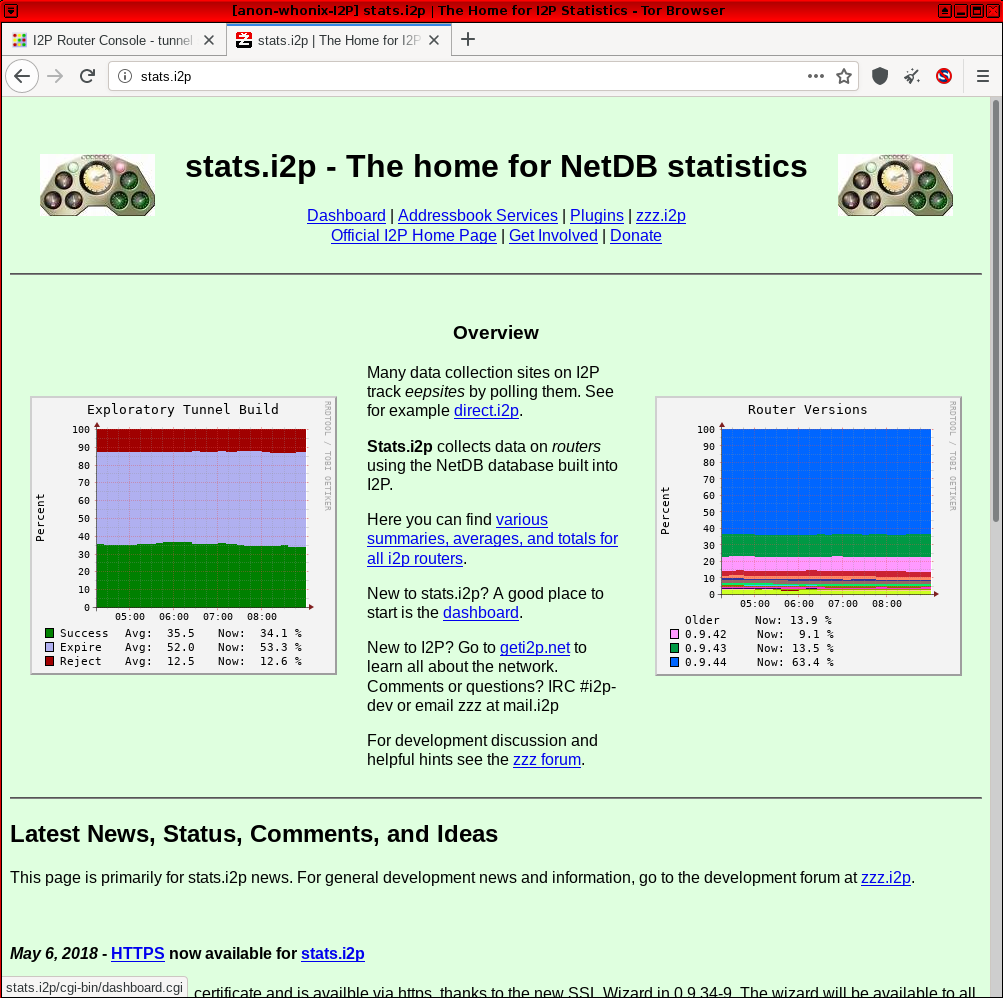 [anon-whonix-I2P] stats.i2p | The Home for I2P Statistics - Tor Browser
I2P Router Console - tunnel
stats.i2p | The Home for I2P
stats.i2p
stats.i2p - The home for NetDB statistics
Dashboard | Addressbook Services | Plugins | zzz.i2p
Official I2P Home Page | Get Involved | Donate
Overview
Exploratory Tunnel Build
RRDTOOL / TOBI OETIKER
Percent
100
90
80
70
60
50
40
30
20
10
0
05:00 06:00 07:00 08:00
Success Avg: 35.5 Now: 34.1 %
Expire Avg: 52.0 Now: 53.3 %
Reject Avg: 12.5 Now: 12.6 %
Many data collection sites on I2P
track eepsites by polling them. See
for example direct.i2p.
Stats.i2p collects data on routers
using the NetDB database built into
I2P.
Here you can find various
summaries, averages, and totals for
all i2p routers.
New to stats.i2p? A good place to
start is the dashboard.
New to I2P? Go to geti2p.net to
learn all about the network.
Comments or questions? IRC #i2p-
dev or email zzz at mail.i2p
For development discussion and
helpful hints see the zzz forum.
Router Versions
RRDTOOL / TOBI OETIKER
Percent
100
90
80
70
60
50
40
30
20
10
0
05:00 06:00 07:00 08:00
Older Now: 13.9 %
0.9.42 Now: 9.1 %
0.9.43 Now: 13.5 %
0.9.44 Now: 63.4 %
Latest News, Status, Comments, and Ideas
This page is primarily for stats.i2p news. For general development news and information, go to the development forum at zzz.i2p.
May 6, 2018 - HTTPS now available for stats.i2p
certificate and is availble via https, thanks to the new SSL Wizard in 0.9.34-9. The wizard will be available to all
stats.i2p/cgi-bin/dashboard.cgi